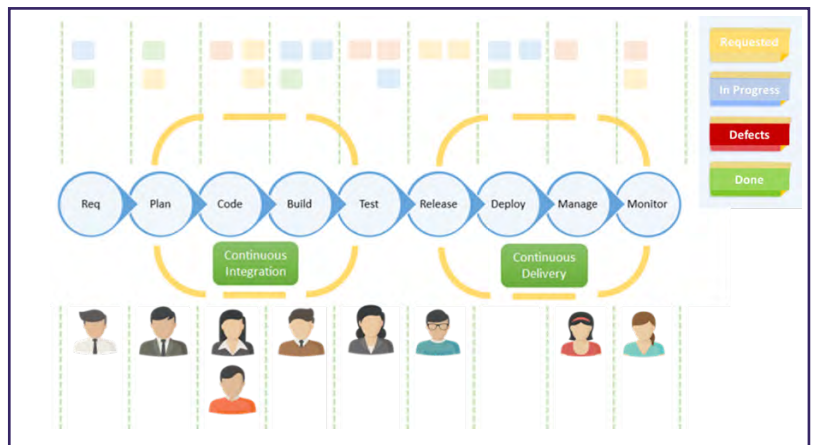 Requested
In Progress
Defects
Done
Req
Plan
Code
Build
Test
Release
Deploy
Manage
Monitor
Continuous
Integration
Continuous
Delivery